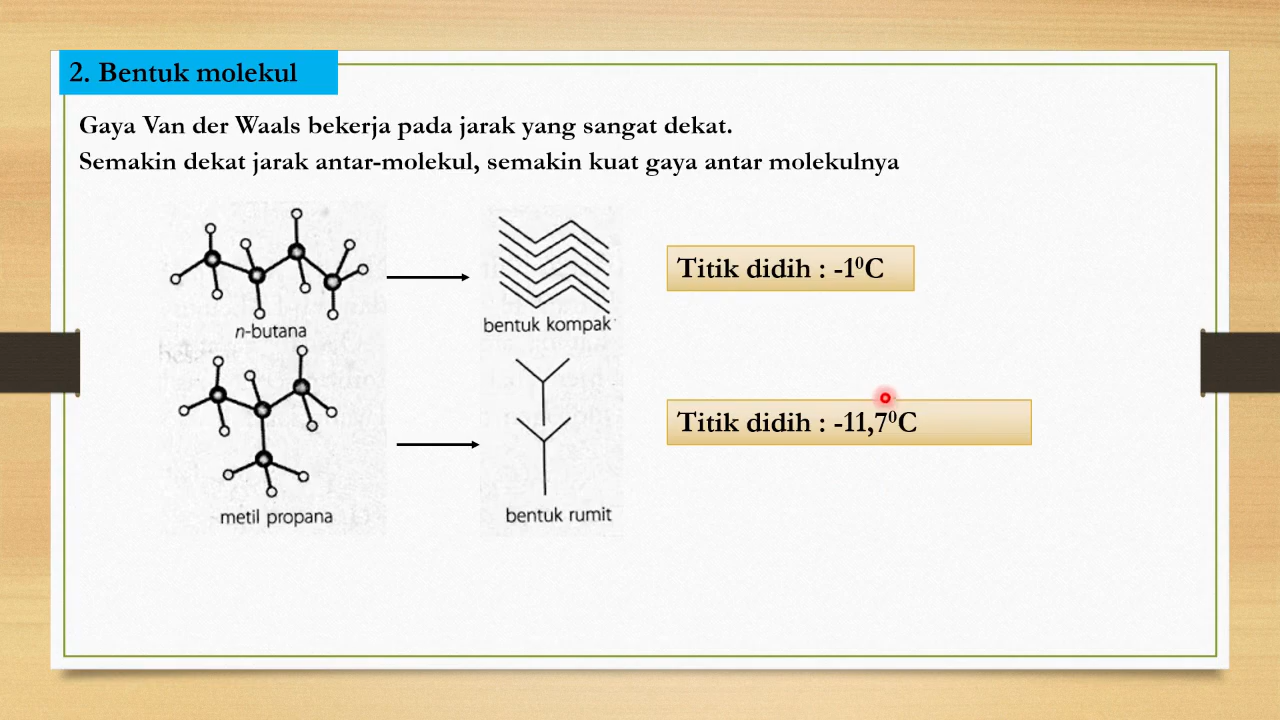 2. Bentuk molekul
Gaya Van der Waals bekerja pada jarak yang sangat dekat.
Semakin dekat jarak antar-molekul, semakin kuat gaya antar molekulnya
n-butana
bentuk kompak
Titik didih : -1⁰C
metil propana
bentuk rumit
Titik didih : -11,7⁰C